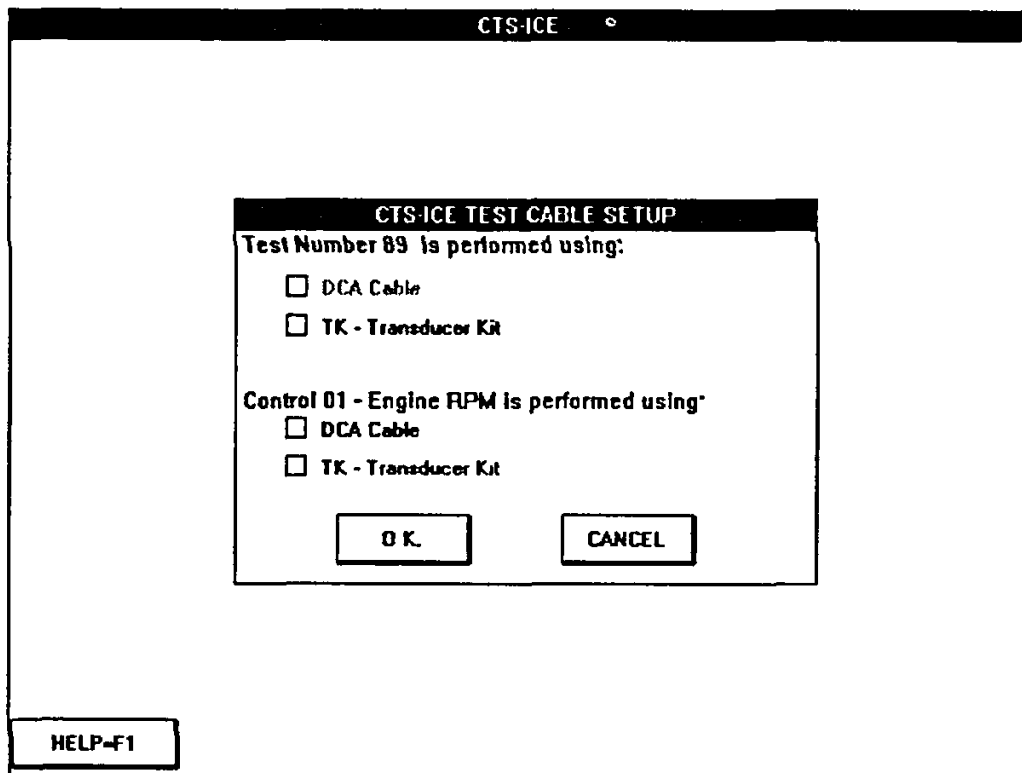 CTS-ICE
CTS-ICE TEST CABLE SETUP
Test Number 89 is performed using:
DCA Cable
TK - Transducer Kit
Control 01 - Engine RPM is performed using:
DCA Cable
TK - Transducer Kit
O K.
CANCEL
HELP=F1